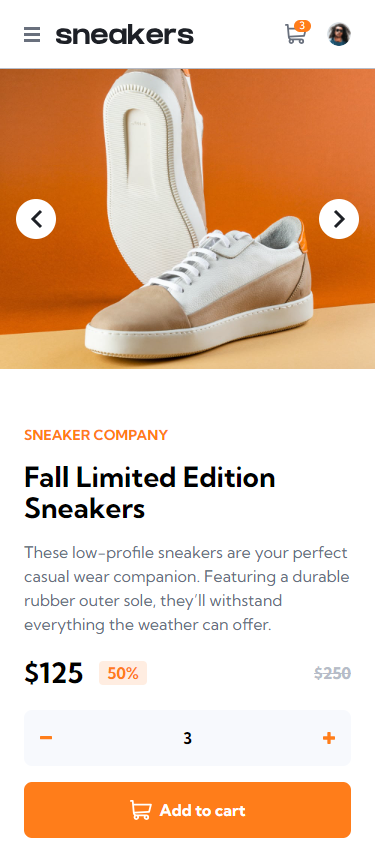 sneakers
3
SNEAKER COMPANY
Fall Limited Edition
Sneakers
These low-profile sneakers are your perfect
casual wear companion. Featuring a durable
rubber outer sole, they’ll withstand
everything the weather can offer.
$125 50% $250
3
Add to cart